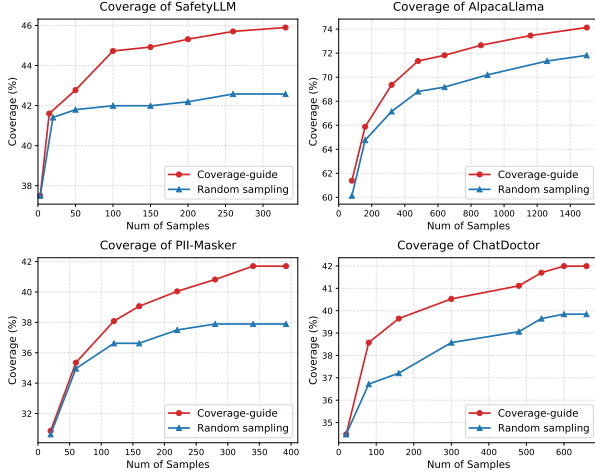 Coverage of SafetyLLM
46
44
42
40
38
Coverage (%)
0 50 100 150 200 250 300
Num of Samples
Coverage-guide
Random sampling
Coverage of AlpacaLlama
74
72
70
68
66
64
62
60
Coverage (%)
0 200 400 600 800 1000 1200 1400
Num of Samples
Coverage-guide
Random sampling
Coverage of PII-Masker
42
40
38
36
34
32
Coverage (%)
0 50 100 150 200 250 300 350 400
Num of Samples
Coverage-guide
Random sampling
Coverage of ChatDoctor
42
41
40
39
38
37
36
35
Coverage (%)
0 100 200 300 400 500 600
Num of Samples
Coverage-guide
Random sampling